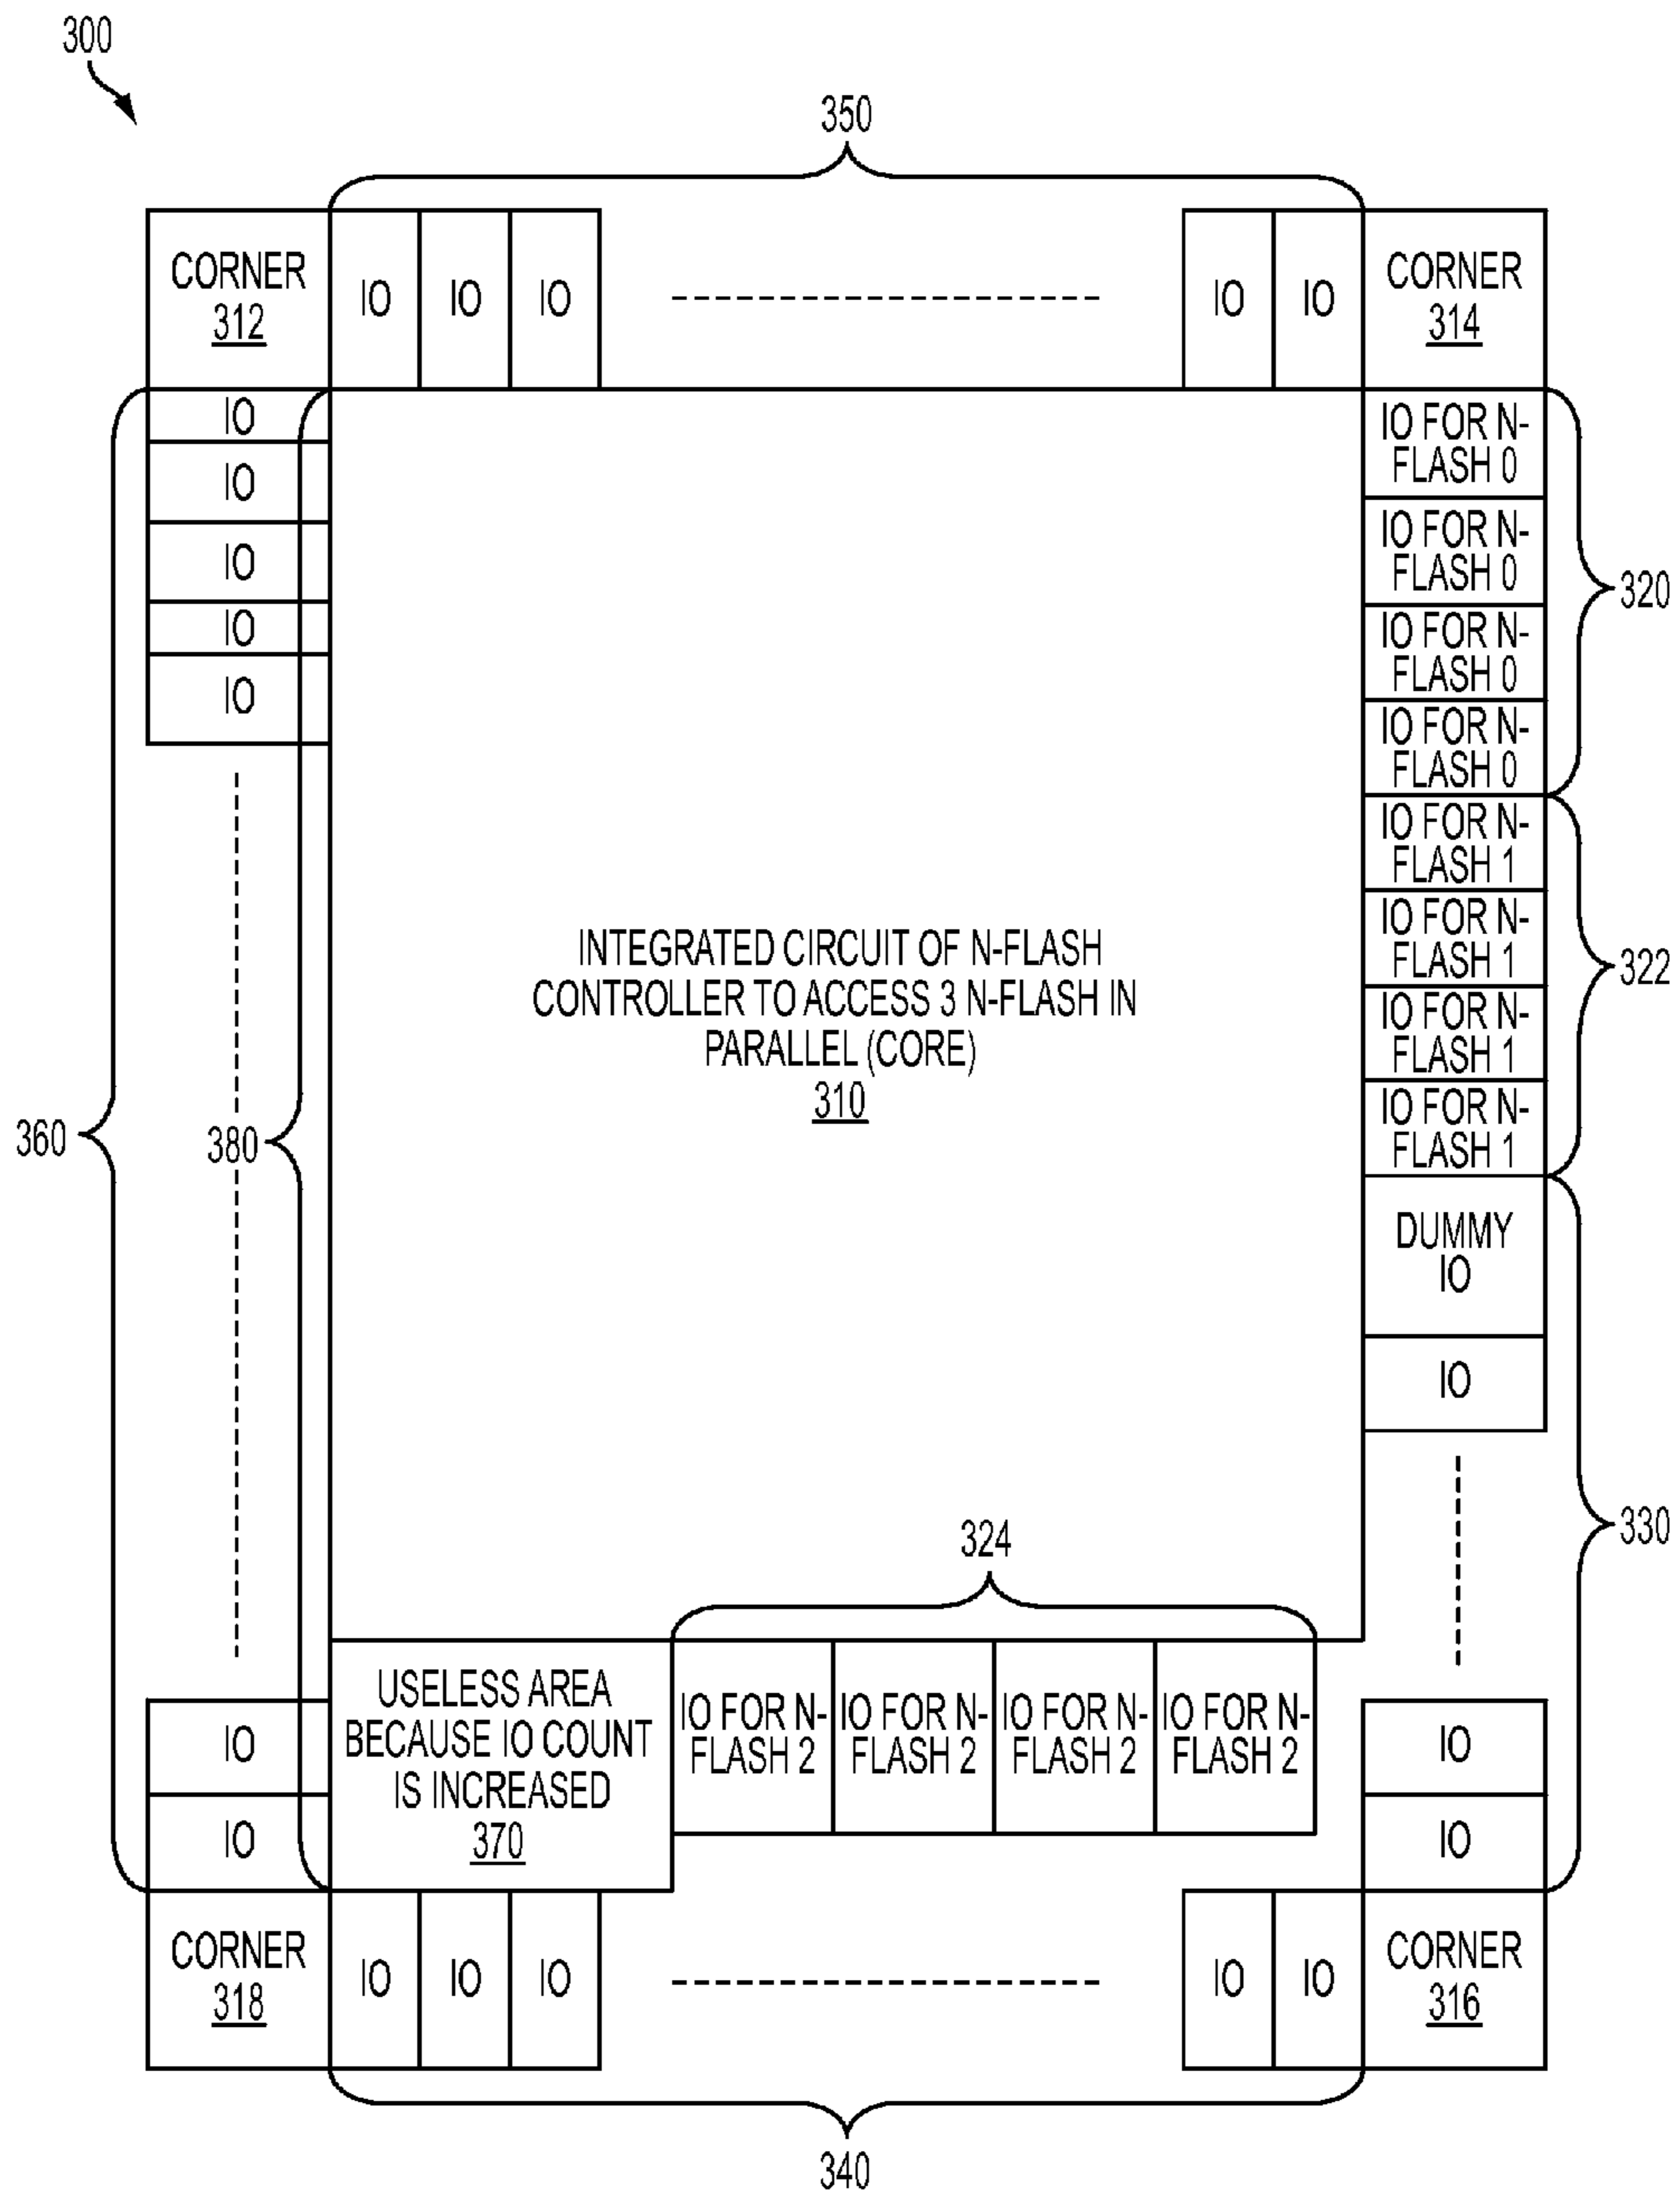 300
350
CORNER
312
IO
IO
IO
IO
IO
CORNER
314
IO
IO
IO
IO
IO
IO FOR N-
FLASH 0
IO FOR N-
FLASH 0
IO FOR N-
FLASH 0
IO FOR N-
FLASH 0
320
IO FOR N-
FLASH 1
IO FOR N-
FLASH 1
IO FOR N-
FLASH 1
IO FOR N-
FLASH 1
322
INTEGRATED CIRCUIT OF N-FLASH
CONTROLLER TO ACCESS 3 N-FLASH IN
PARALLEL (CORE)
310
360
380
DUMMY
IO
IO
330
324
USELESS AREA
BECAUSE IO COUNT
IS INCREASED
370
IO FOR N-
FLASH 2
IO FOR N-
FLASH 2
IO FOR N-
FLASH 2
IO FOR N-
FLASH 2
IO
IO
IO
IO
CORNER
318
IO
IO
IO
IO
IO
CORNER
316
340